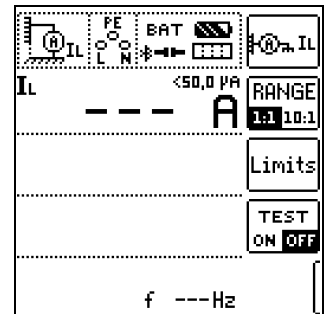 IL PE BAT
L N
A IL
IL <50,0 µA
--- A
RANGE
1:1 10:1
Limits
TEST
ON OFF
f ---Hz